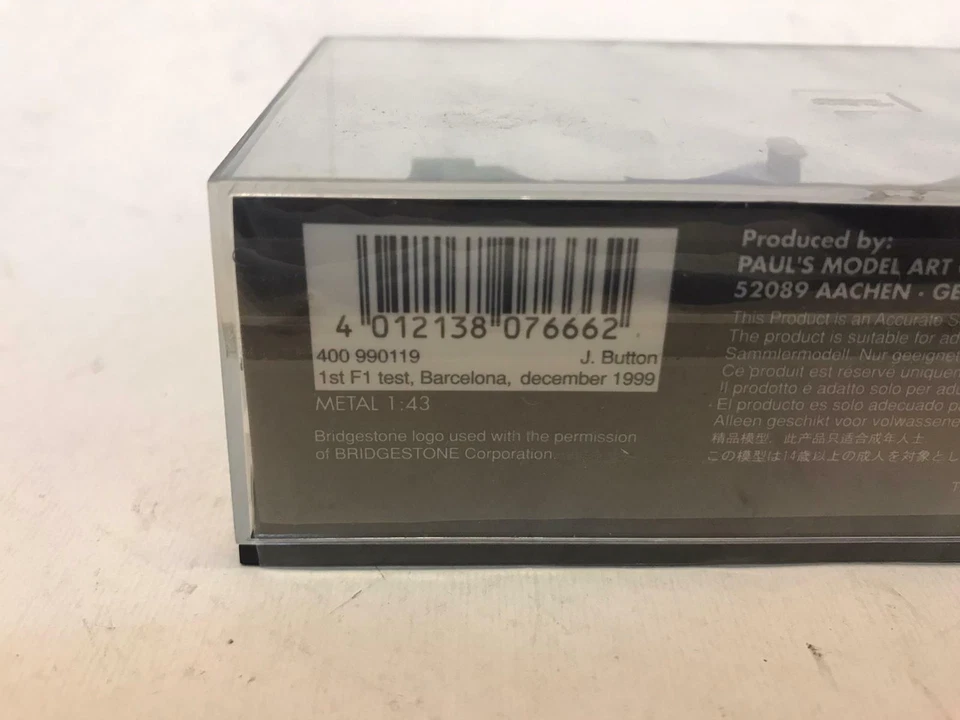 4 012138 076662
400 990119 J. Button
1st F1 test, Barcelona, december 1999
METAL 1:43
Bridgestone logo used with the permission
of BRIDGESTONE Corporation.
Produced by:
PAUL'S MODEL ART
52089 AACHEN · GE
This Product is an Accurate S
The product is suitable for ad
Sammlermodell. Nur geeignet
Ce produit est réservé uniquem
Il prodotto è adatto solo per adu
El producto es solo adecuado pa
Alleen geschikt voor volwassene
精品模型，此产品只适合成年人士
この模型は14歳以上の成人を対象とし